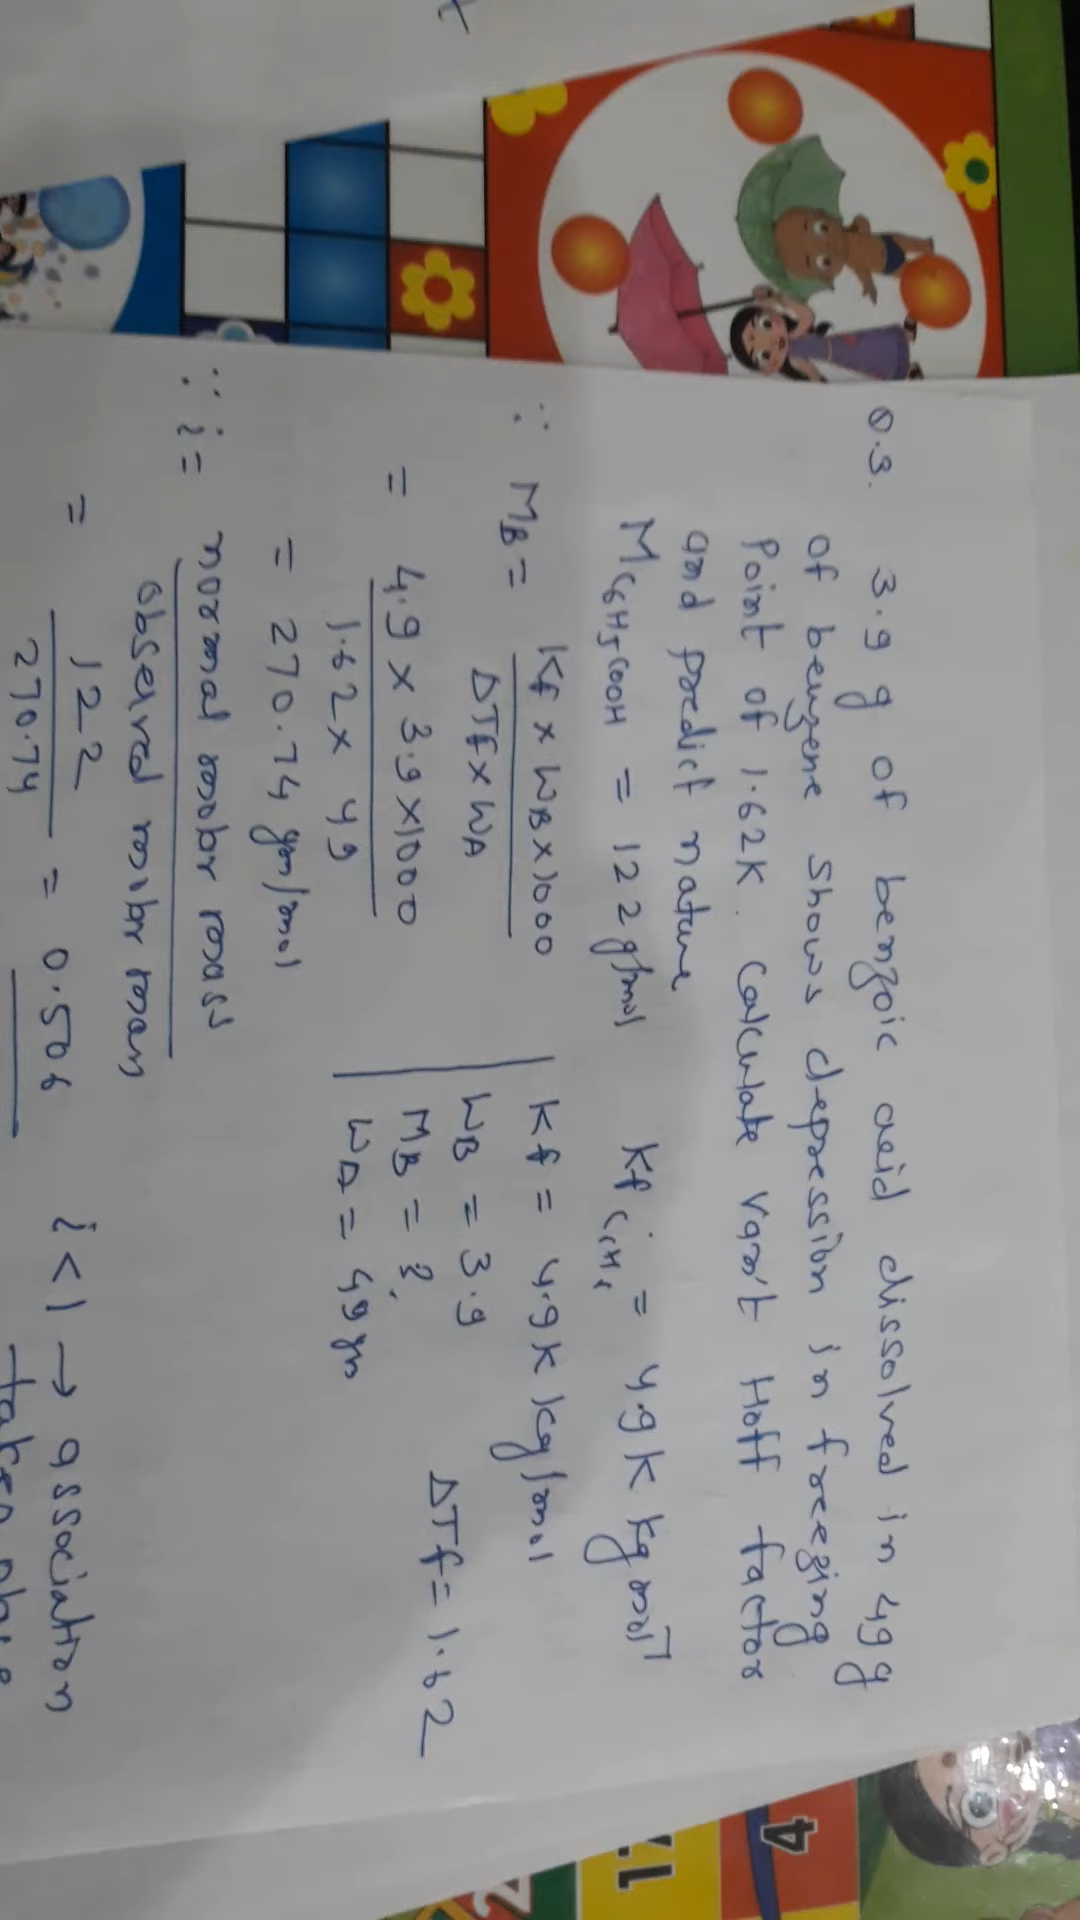 Q.3. 3.9 g of benzoic acid dissolved in 49 g
of benzene shows depression in freezing
Point of 1.62K. Calculate Van't Hoff factor
and predict nature
M C6H5COOH = 122 g/mol Kf C6H6 = 4.9 K kg mol⁻
∵ MB = Kf × WB × 1000
ΔTf × WA
= 4.9 × 3.9 × 1000
1.62 × 49
= 270.74 gm/mol
Kf = 4.9 K kg/mol
WB = 3.9
MB = ?
WA = 49 gm
ΔTf = 1.62
∵ i = normal molar mass
observed molar mass
= 122
270.74
= 0.506
i < 1 → association
4
17
2